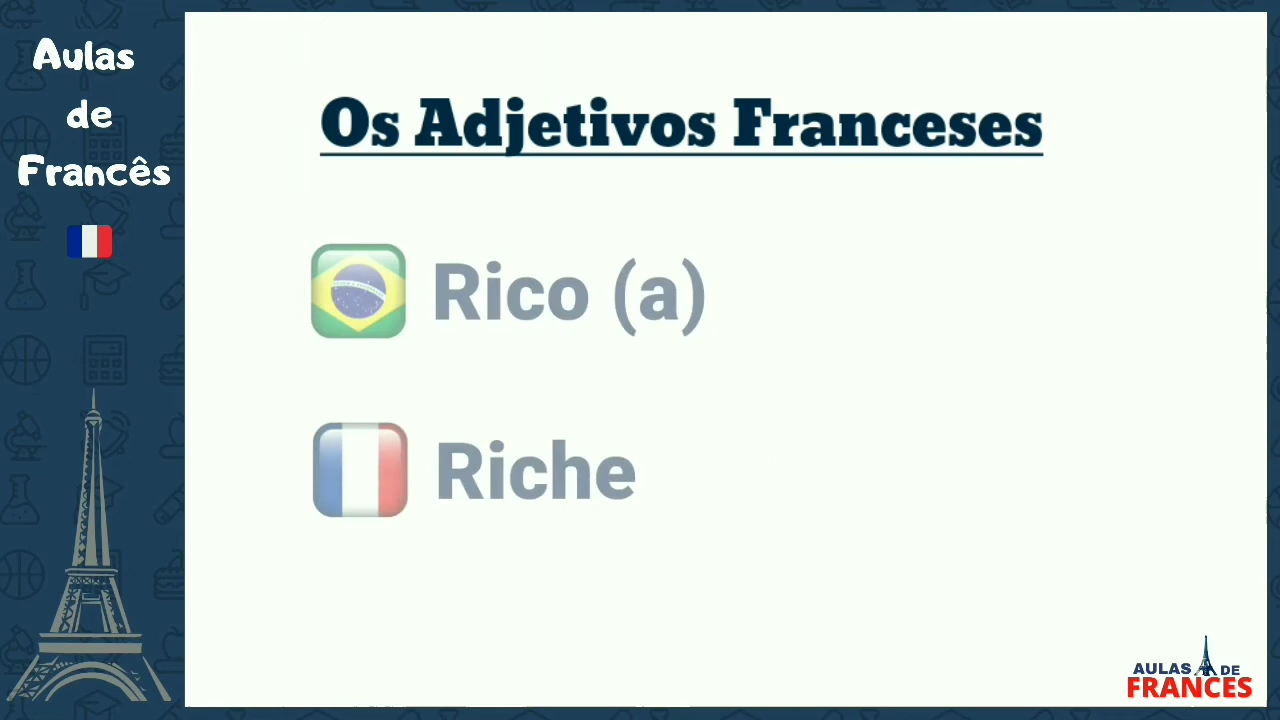 Aulas
de
Francês
Os Adjetivos Franceses
Rico (a)
Riche
AULAS DE
FRANCES